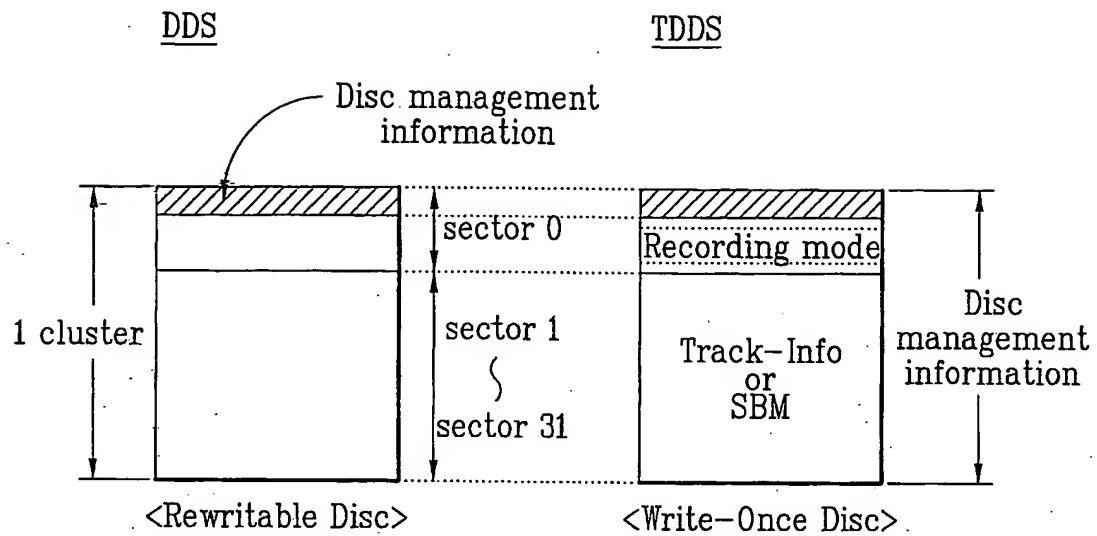 DDS
TDDS
Disc management
information
sector 0
Recording mode
1 cluster
sector 1
sector 31
Track-Info
or
SBM
Disc
management
information
<Rewritable Disc>
<Write-Once Disc>